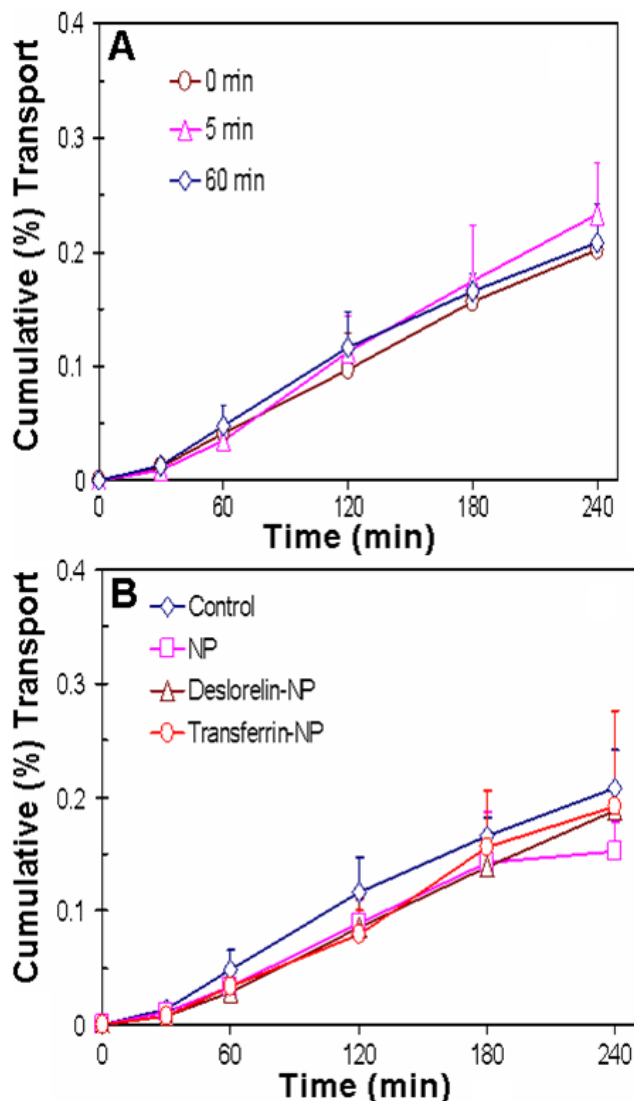 A
0 min
5 min
60 min
Cumulative (%) Transport
0.4
0.3
0.2
0.1
0
0 60 120 180 240
Time (min)
B
Control
NP
Deslorelin-NP
Transferrin-NP
Cumulative (%) Transport
0.4
0.3
0.2
0.1
0
0 60 120 180 240
Time (min)